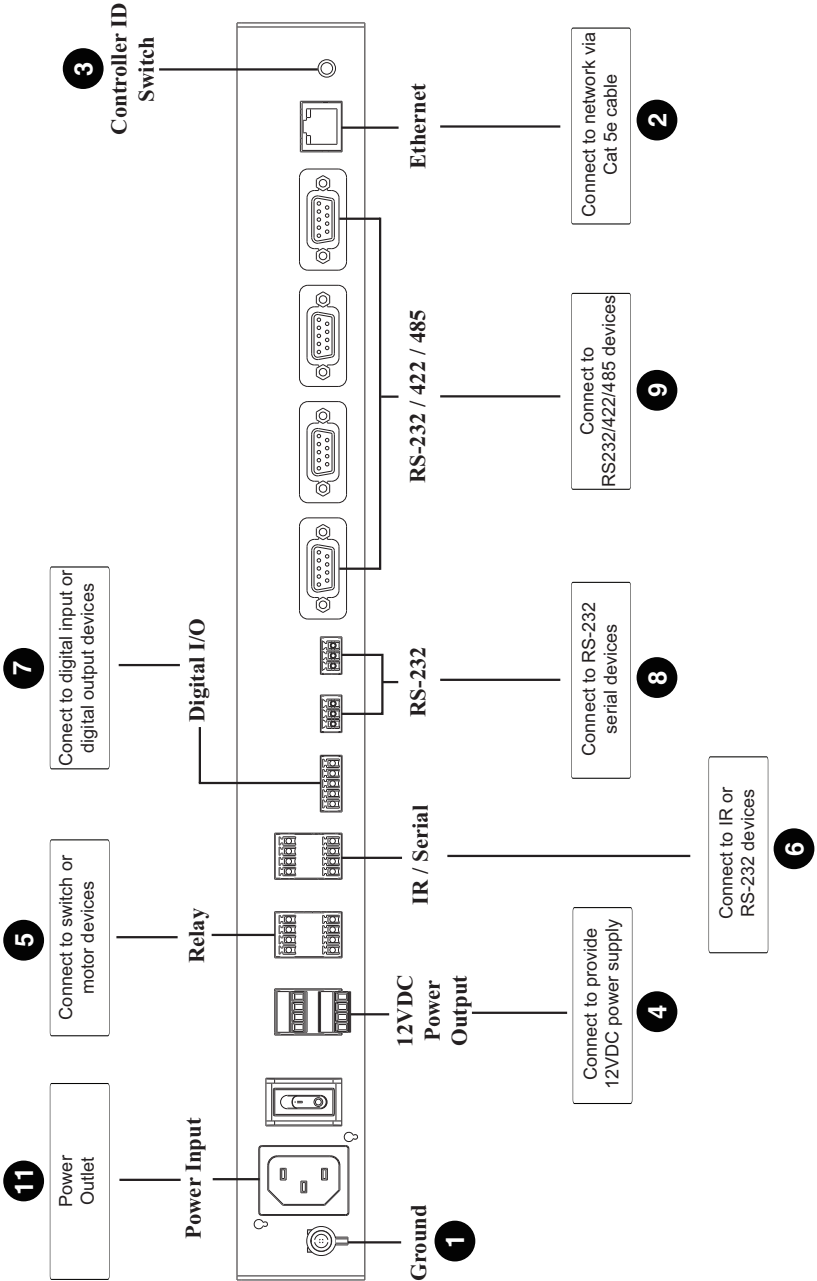 11
Power
Outlet
Power Input
5
Connect to switch or
motor devices
Relay
7
Conect to digital input or
digital output devices
Digital I/O
3
Controller ID
Switch
Ground
1
12VDC
Power
Output
Connect to provide
12VDC power supply
4
IR / Serial
Connect to IR or
RS-232 devices
6
RS-232
Connect to RS-232
serial devices
8
RS-232 / 422 / 485
Connect to
RS232/422/485 devices
9
Ethernet
Connect to network via
Cat 5e cable
2